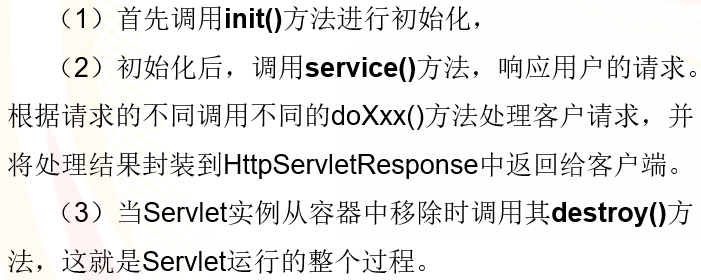 （1）首先调用init()方法进行初始化，
（2）初始化后，调用service()方法，响应用户的请求。
根据请求的不同调用不同的doXxx()方法处理客户请求，并
将处理结果封装到HttpServletResponse中返回给客户端。
（3）当Servlet实例从容器中移除时调用其destroy()方
法，这就是Servlet运行的整个过程。